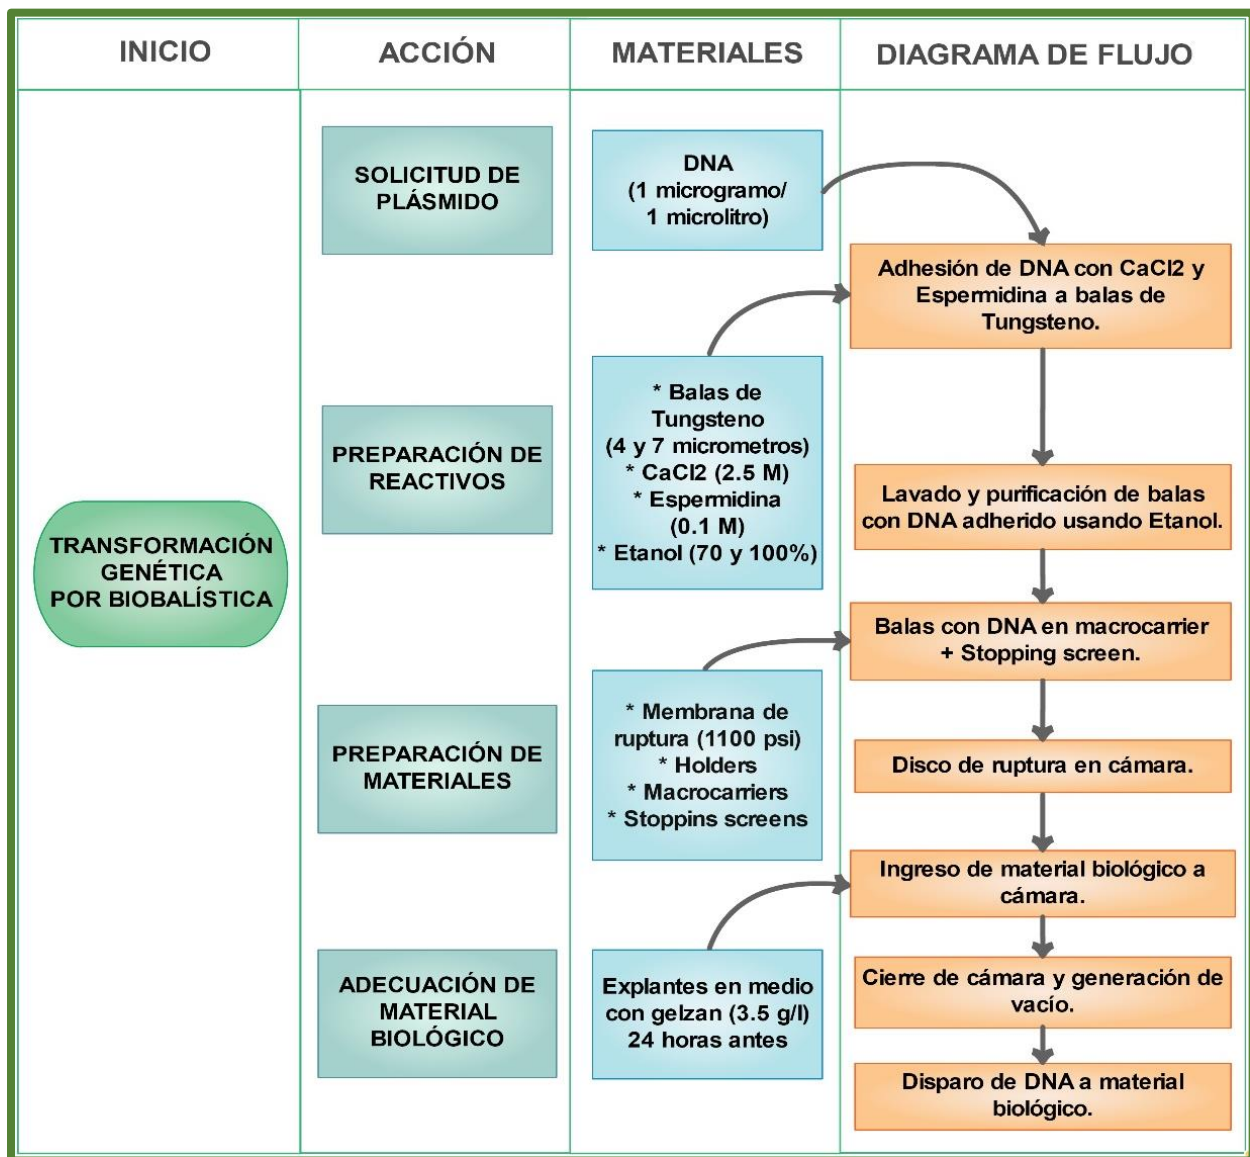 INICIO
ACCIÓN
MATERIALES
DIAGRAMA DE FLUJO
TRANSFORMACIÓN
GENÉTICA
POR BIOBALÍSTICA
SOLICITUD DE
PLÁSMIDO
PREPARACIÓN DE
REACTIVOS
PREPARACIÓN DE
MATERIALES
ADECUACIÓN DE
MATERIAL
BIOLÓGICO
DNA
(1 microgramo/
1 microlitro)
* Balas de
Tungsteno
(4 y 7 micrometros)
* CaCl2 (2.5 M)
* Espermidina
(0.1 M)
* Etanol (70 y 100%)
* Membrana de
ruptura (1100 psi)
* Holders
* Macrocarriers
* Stoppins screens
Explantes en medio
con gelzan (3.5 g/l)
24 horas antes
Adhesión de DNA con CaCl2 y
Espermidina a balas de
Tungsteno.
Lavado y purificación de balas
con DNA adherido usando Etanol.
Balas con DNA en macrocarrier
+ Stopping screen.
Disco de ruptura en cámara.
Ingreso de material biológico a
cámara.
Cierre de cámara y generación de
vacío.
Disparo de DNA a material
biológico.